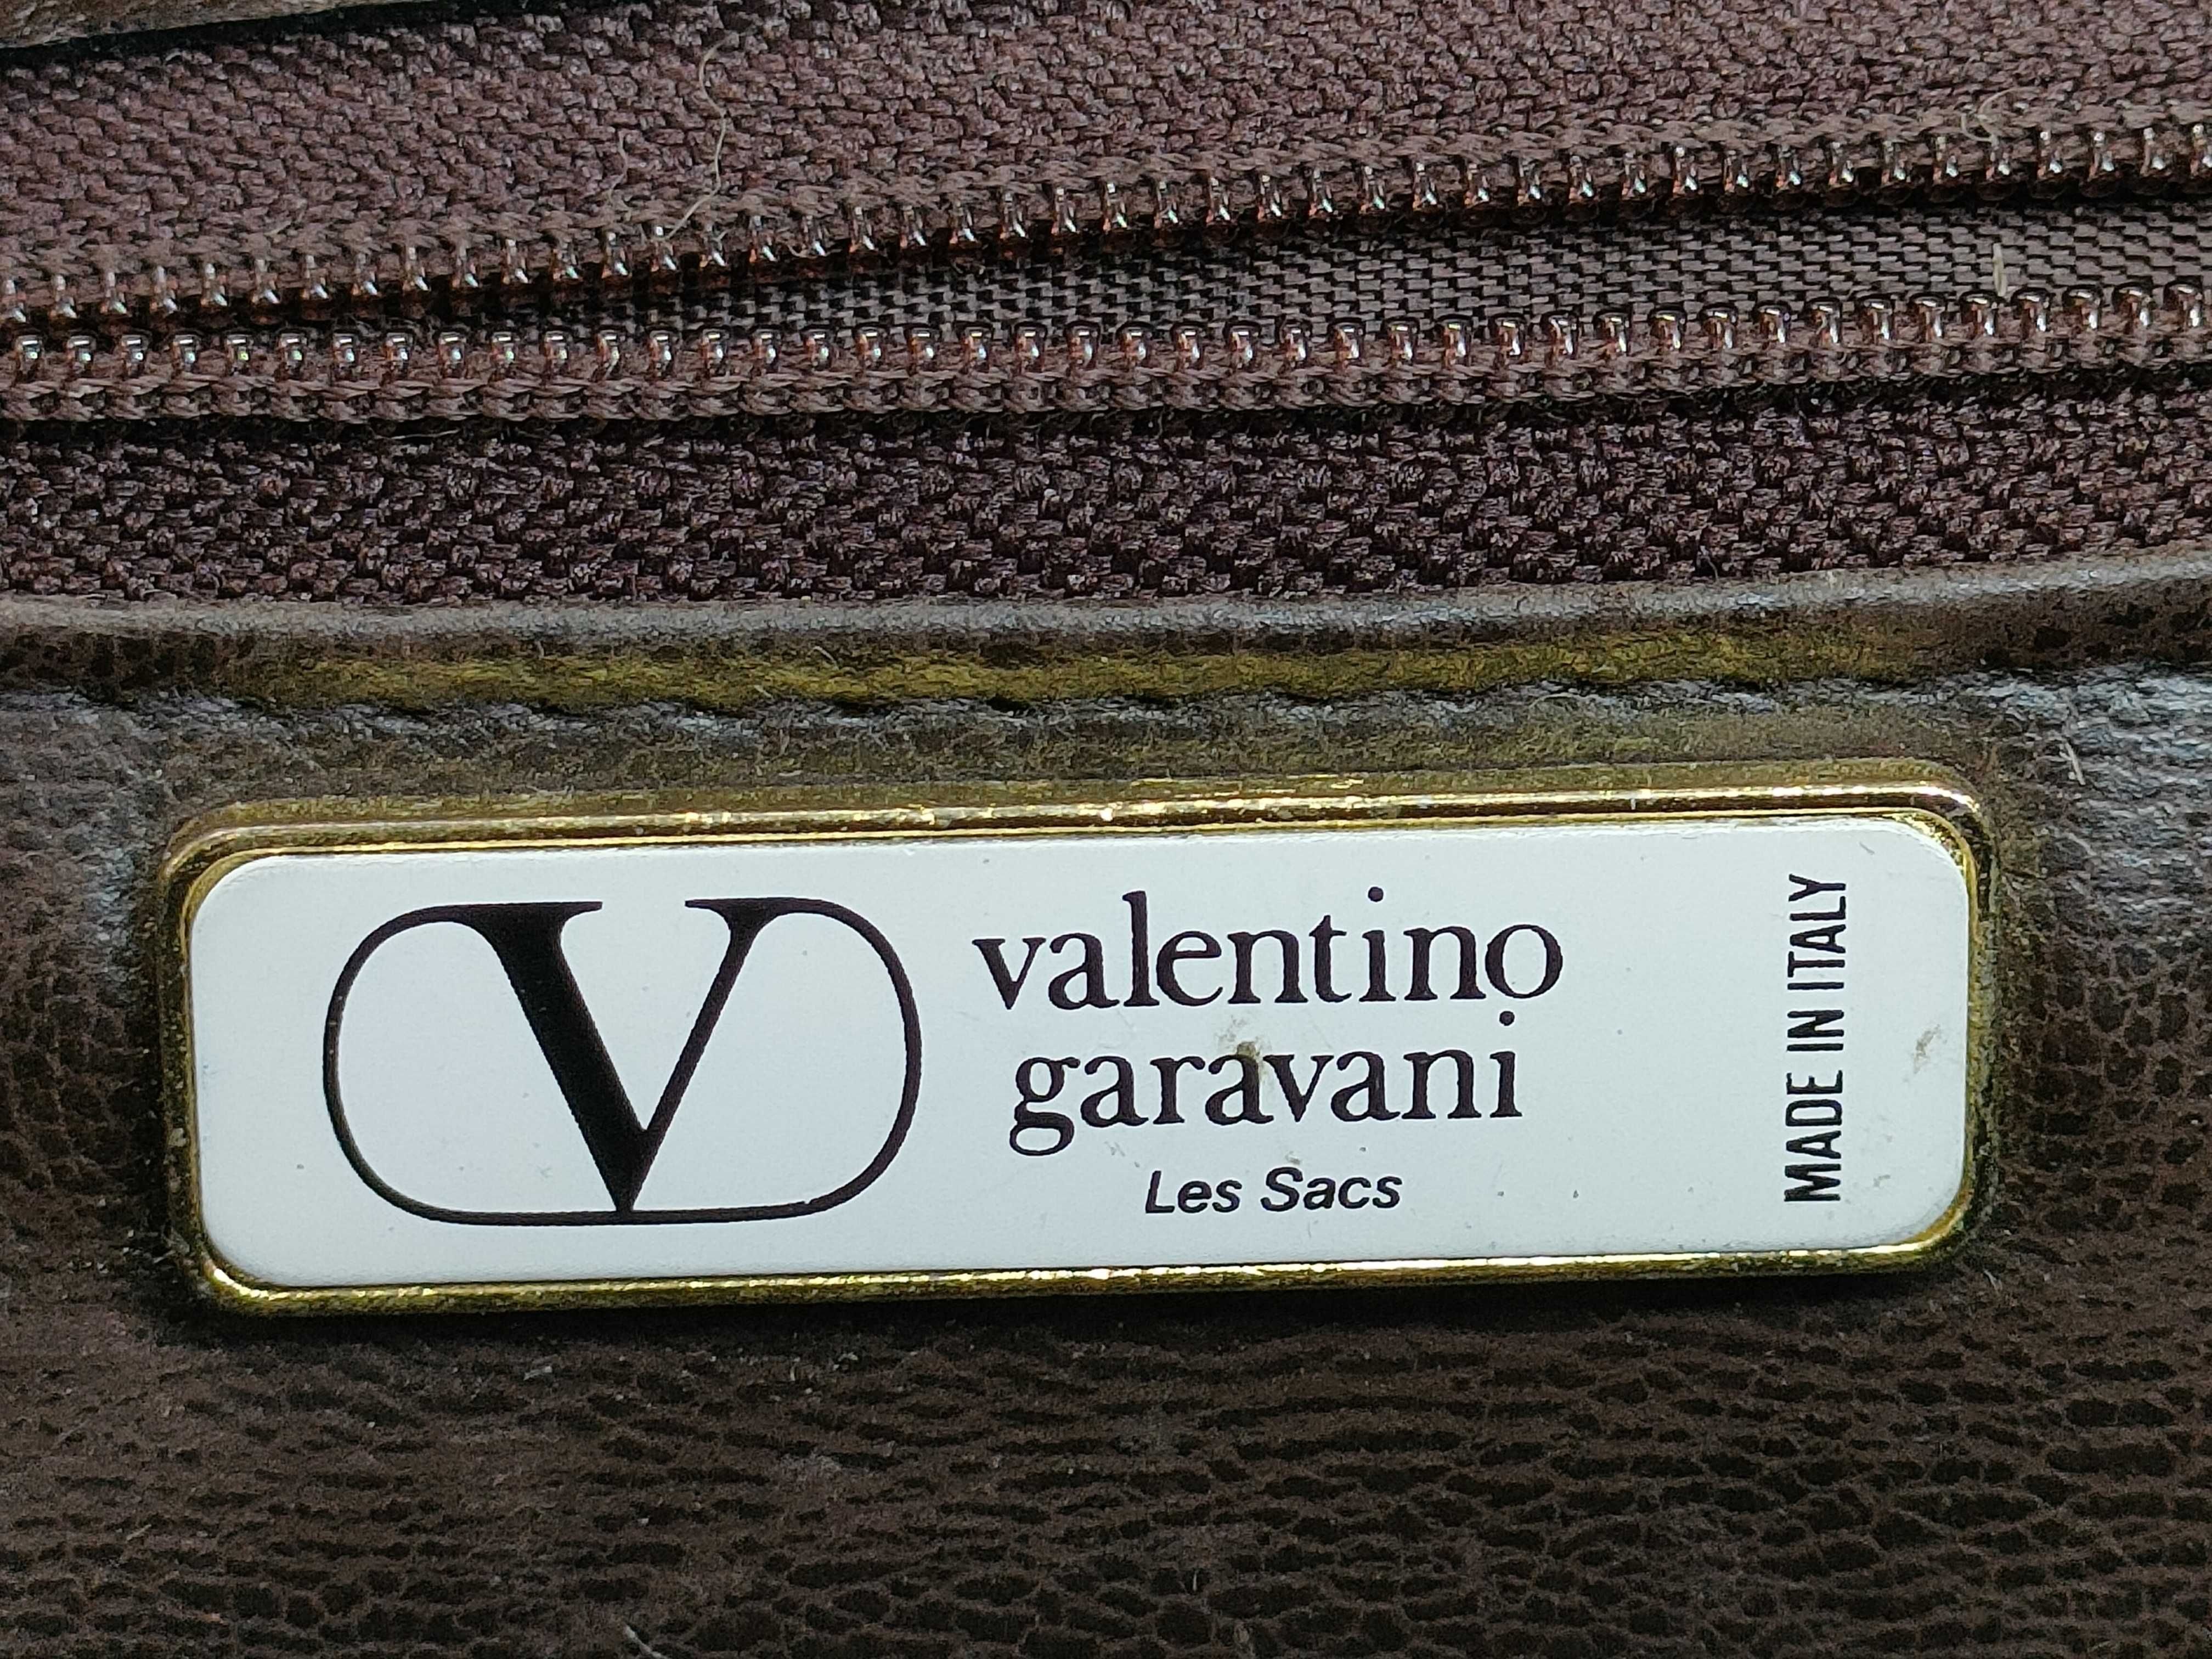 V
valentino
garavani
Les Sacs
MADE IN ITALY